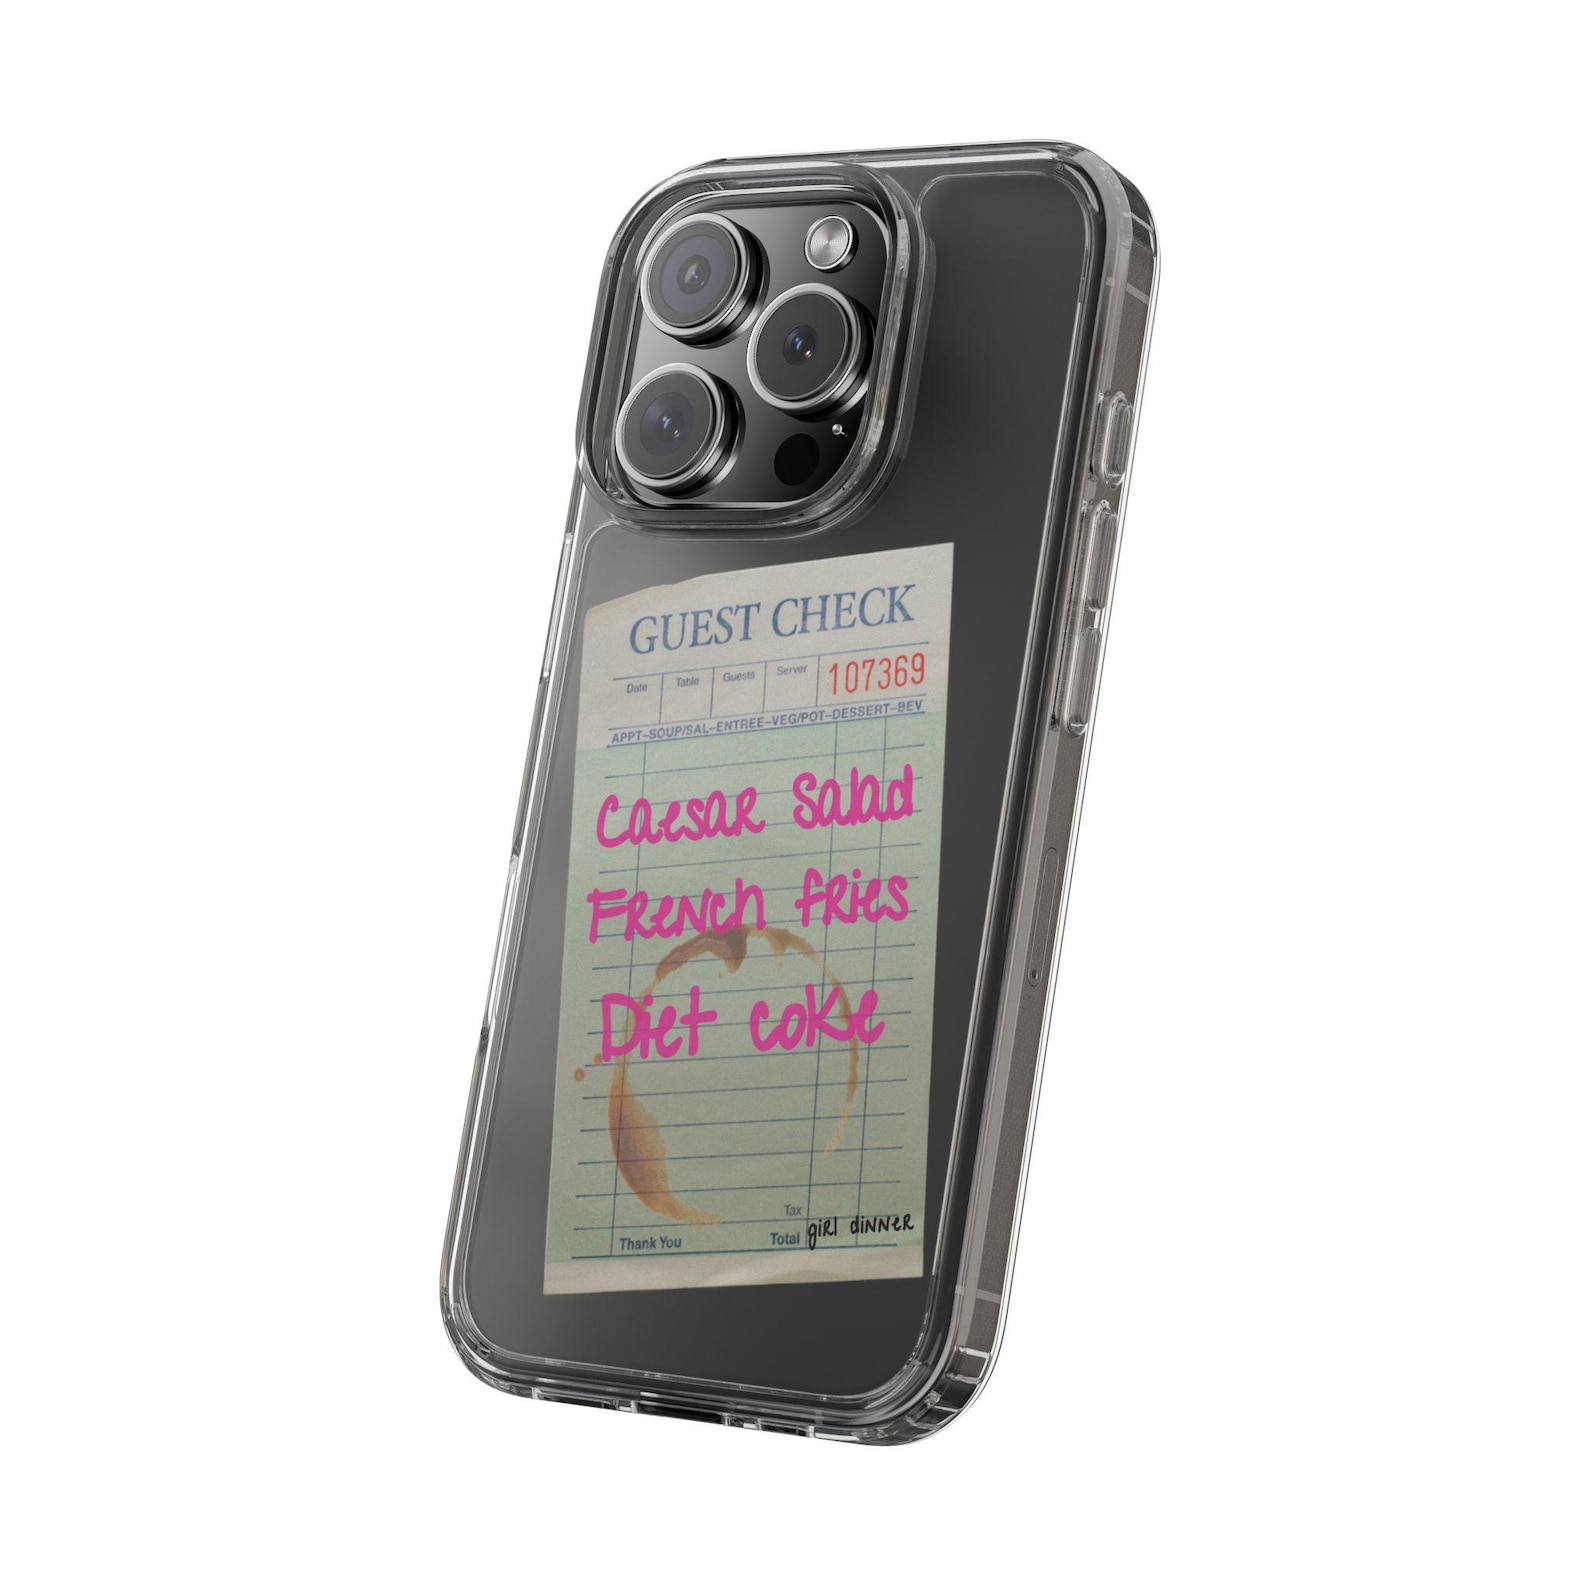 GUEST CHECK
Date Table Guests Server 107369
APPT–SOUP/SAL–ENTREE–VEG/POT–DESSERT–BEV
Caesar Salad
French fries
Diet coke
Tax
Thank You Total girl dinner